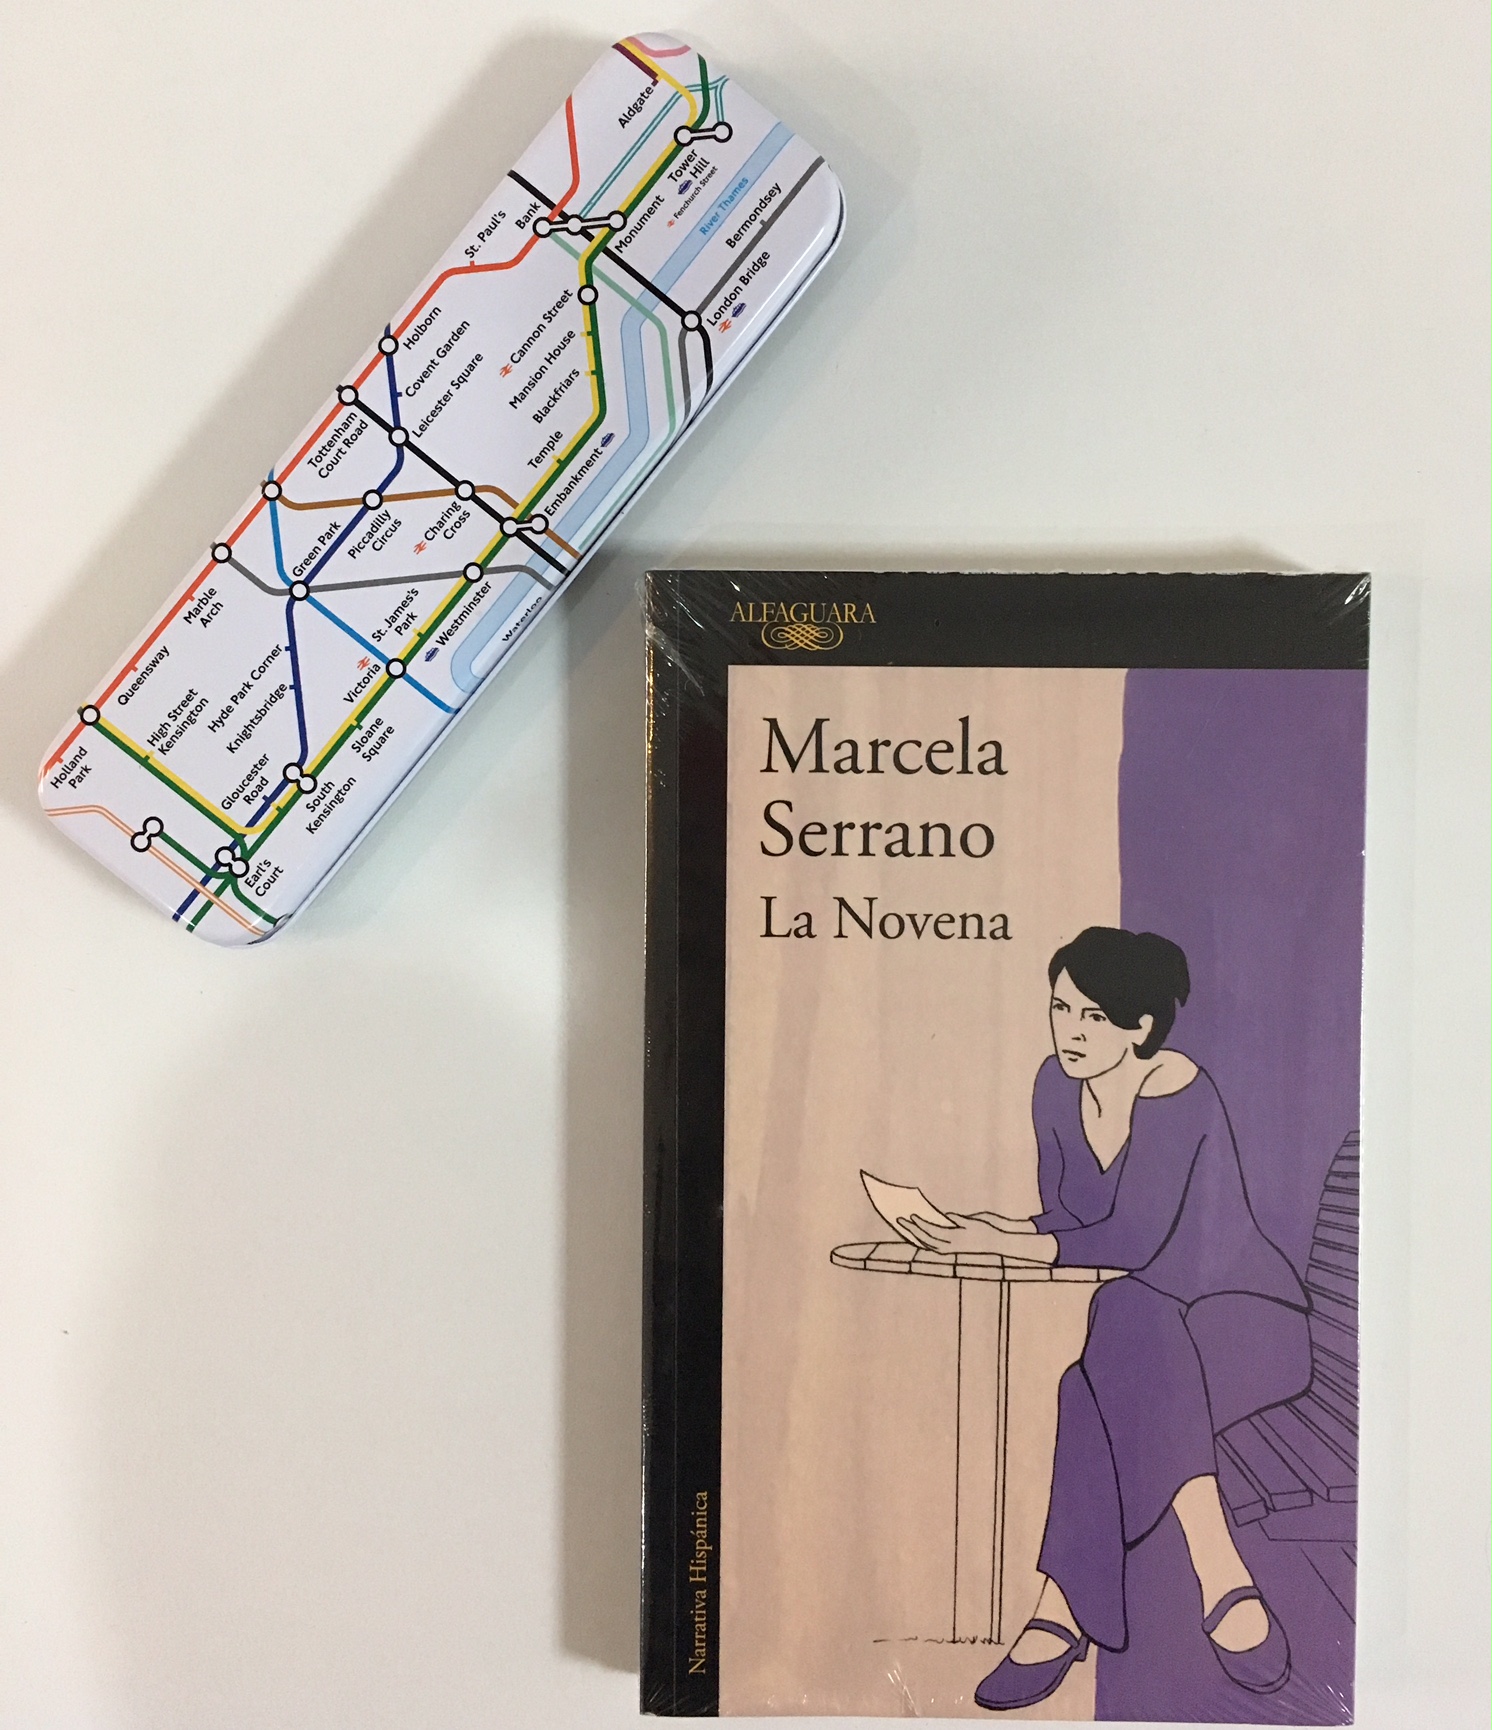 Aldgate
Tower
Hill
Fenchurch Street
River Thames
Bermondsey
St. Paul's
Bank
Monument
London Bridge
Holborn
Covent Garden
Leicester Square
Cannon Street
Mansion House
Blackfriars
Tottenham
Court Road
Temple
Embankment
Green Park
Piccadilly
Circus
Charing
Cross
Marble
Arch
St. James's
Park
Westminster
Waterloo
Queensway
High Street
Kensington
Hyde Park Corner
Knightsbridge
Victoria
Sloane
Square
Holland
Park
Gloucester
Road
South
Kensington
Earl's
Court
ALFAGUARA
Marcela
Serrano
La Novena
Narrativa Hispánica